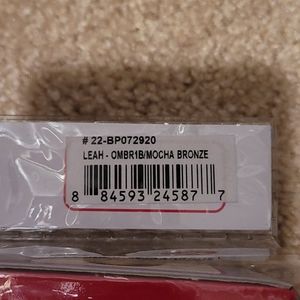 # 22-BP072920
LEAH - OMBR1B/MOCHA BRONZE
8 84593 24587 7